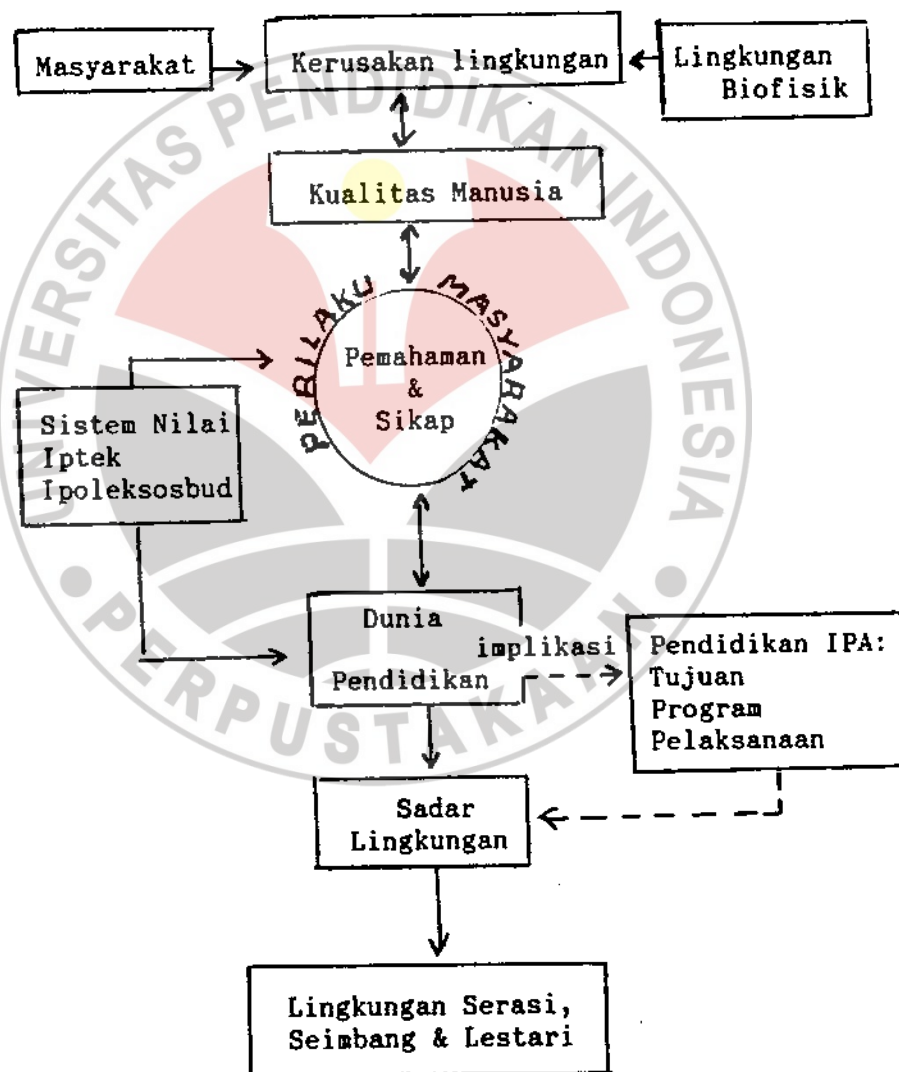 Masyarakat
Kerusakan lingkungan
Lingkungan
Biofisik
Kualitas Manusia
PERILAKU MASYARAKAT
Pemahaman
&
Sikap
Sistem Nilai
Iptek
Ipoleksosbud
Dunia
Pendidikan
implikasi
Pendidikan IPA:
Tujuan
Program
Pelaksanaan
Sadar
Lingkungan
Lingkungan Serasi,
Seimbang & Lestari
UNIVERSITAS PENDIDIKAN INDONESIA
PERPUSTAKAAN